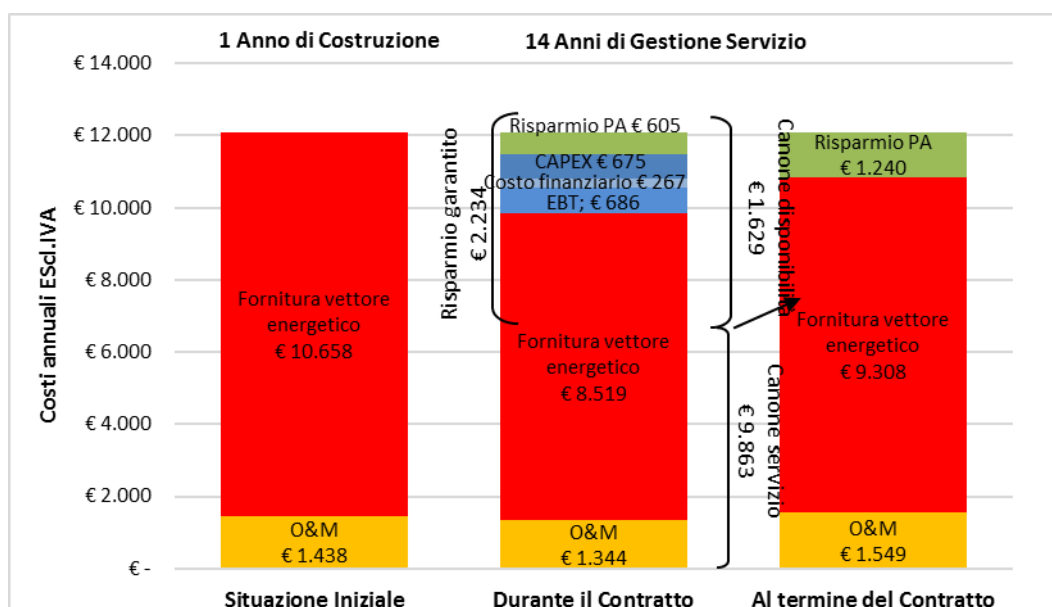 1 Anno di Costruzione
14 Anni di Gestione Servizio
Costi annuali EScl.IVA
€ 14.000
€ 12.000
€ 10.000
€ 8.000
€ 6.000
€ 4.000
€ 2.000
€ -
Fornitura vettore
energetico
€ 10.658
O&M
€ 1.438
Risparmio garantito
€ 2.234
Risparmio PA € 605
CAPEX € 675
Costo finanziario € 267
EBT; € 686
Fornitura vettore
energetico
€ 8.519
O&M
€ 1.344
Canone disponibilità
€ 1.629
Canone servizio
€ 9.863
Risparmio PA
€ 1.240
Fornitura vettore
energetico
€ 9.308
O&M
€ 1.549
Situazione Iniziale
Durante il Contratto
Al termine del Contratto